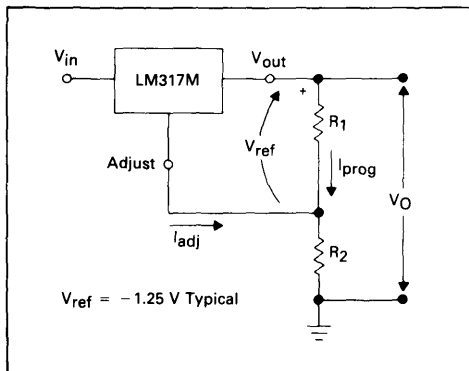 Vin
LM317M
Vout
+
R1
Vref
Iprog
Adjust
VO
Iadj
R2
Vref = −1.25 V Typical